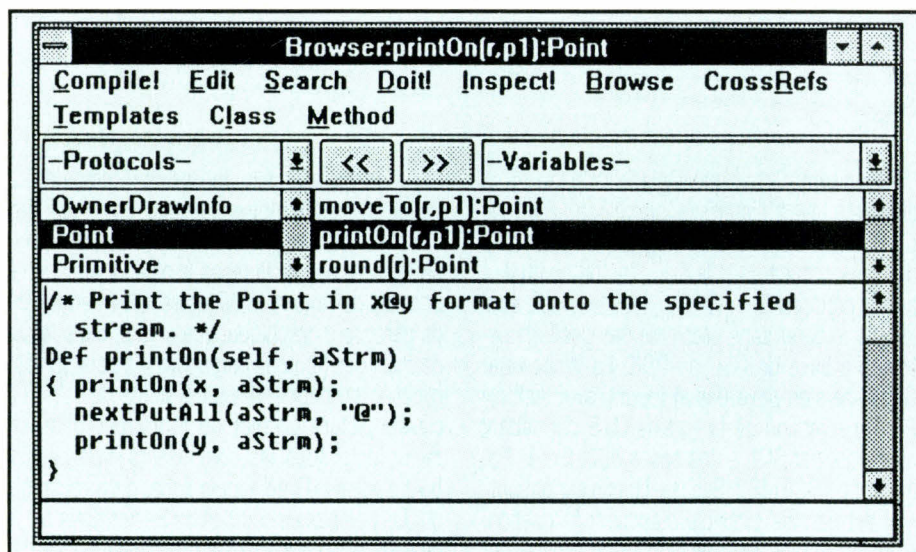 Browser:printOn(r,p1):Point
Compile! Edit Search Doit! Inspect! Browse CrossRefs
Templates Class Method
-Protocols- << >> -Variables-
OwnerDrawInfo moveTo(r,p1):Point
Point printOn(r,p1):Point
Primitive round(r):Point
/* Print the Point in x@y format onto the specified
stream. */
Def printOn(self, aStrm)
{ printOn(x, aStrm);
nextPutAll(aStrm, "@");
printOn(y, aStrm);
}